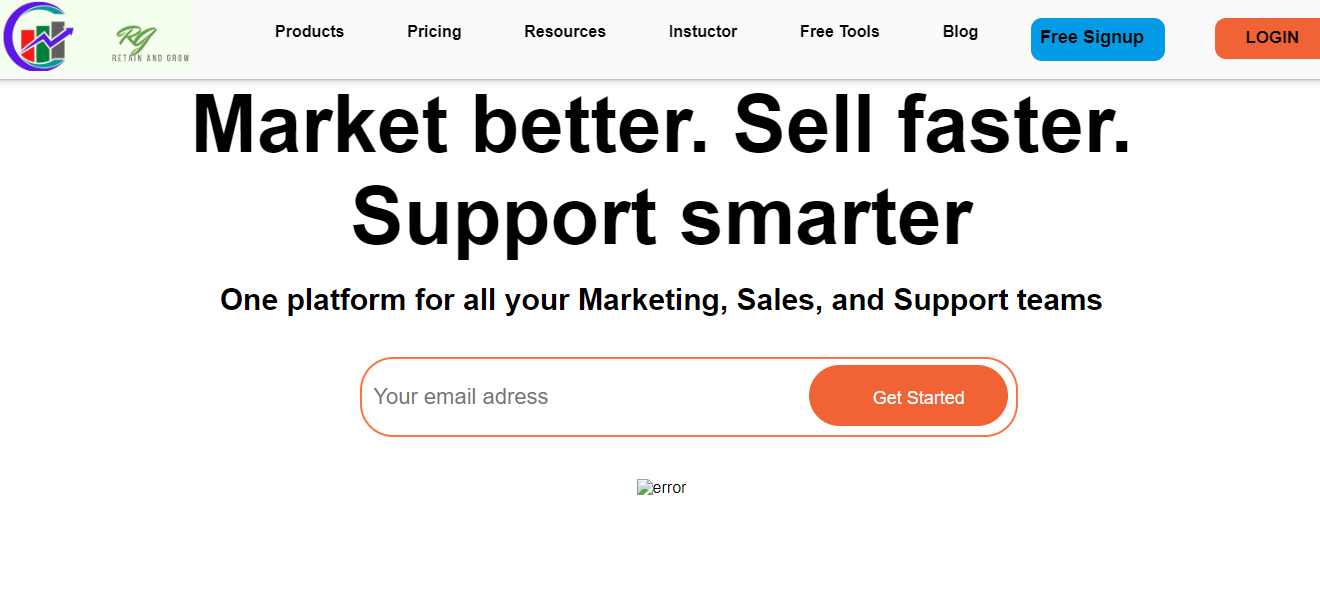 RG
RETAIN AND GROW
Products Pricing Resources Instuctor Free Tools Blog Free Signup LOGIN
Market better. Sell faster.
Support smarter
One platform for all your Marketing, Sales, and Support teams
Your email adress Get Started
error